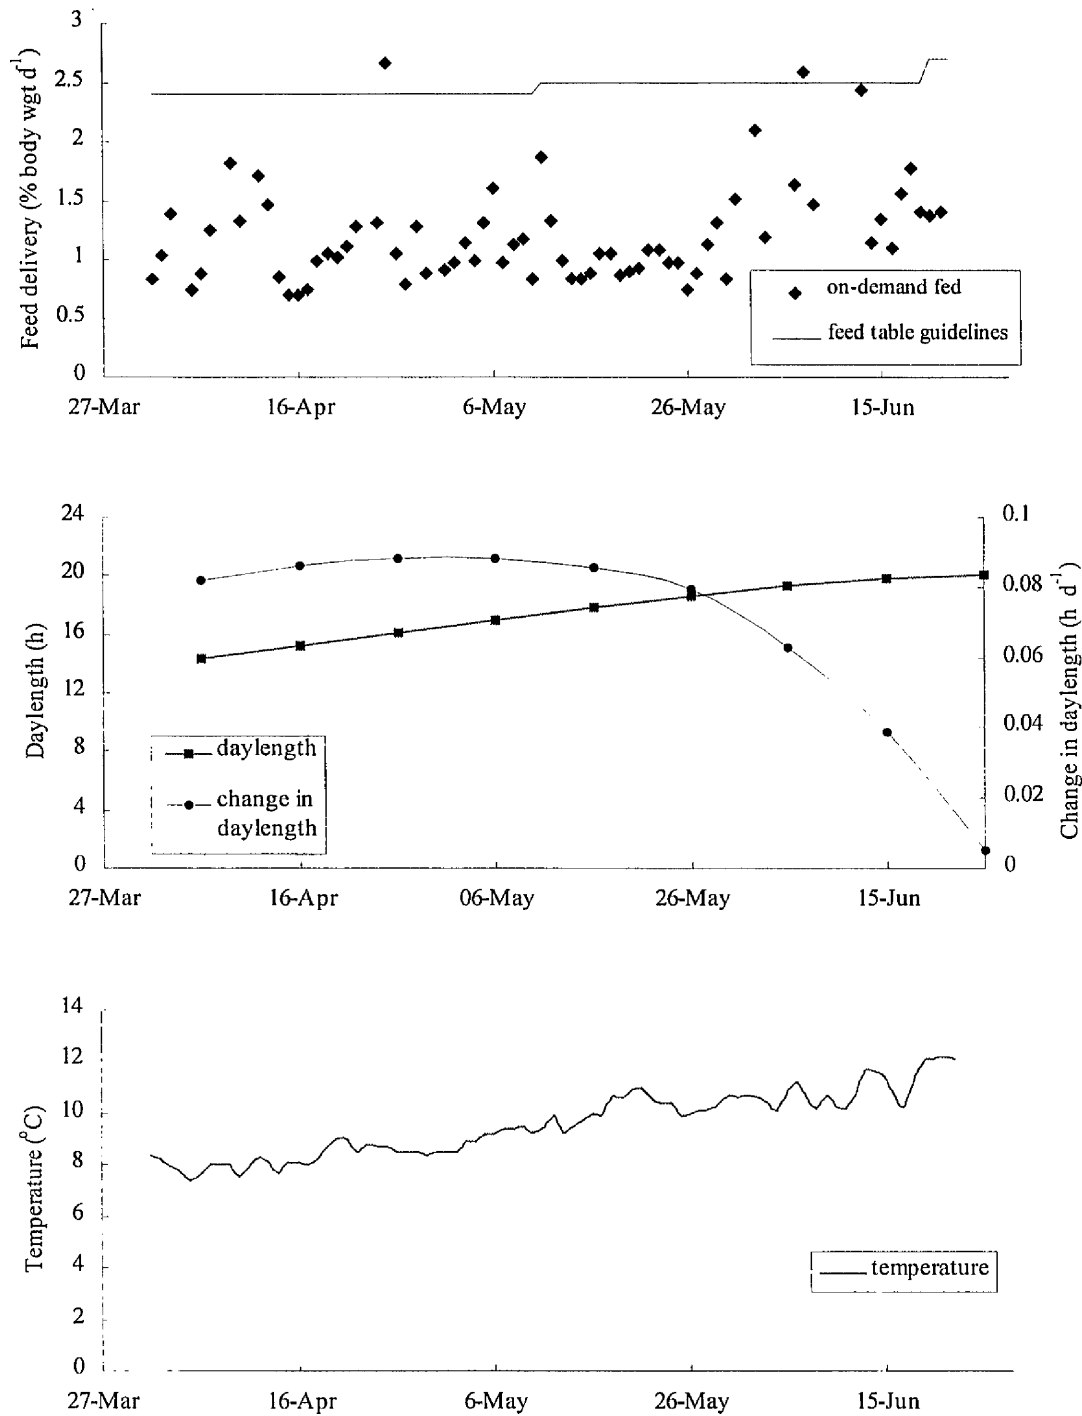 3
2.5
2
1.5
1
0.5
0
Feed delivery (% body wgt d⁻¹)
on-demand fed
feed table guidelines
27-Mar 16-Apr 6-May 26-May 15-Jun
24
20
16
12
8
4
0
Daylength (h)
daylength
change in
daylength
0.1
0.08
0.06
0.04
0.02
0
Change in daylength (h d⁻¹)
27-Mar 16-Apr 06-May 26-May 15-Jun
14
12
10
8
6
4
2
0
Temperature (°C)
temperature
27-Mar 16-Apr 6-May 26-May 15-Jun